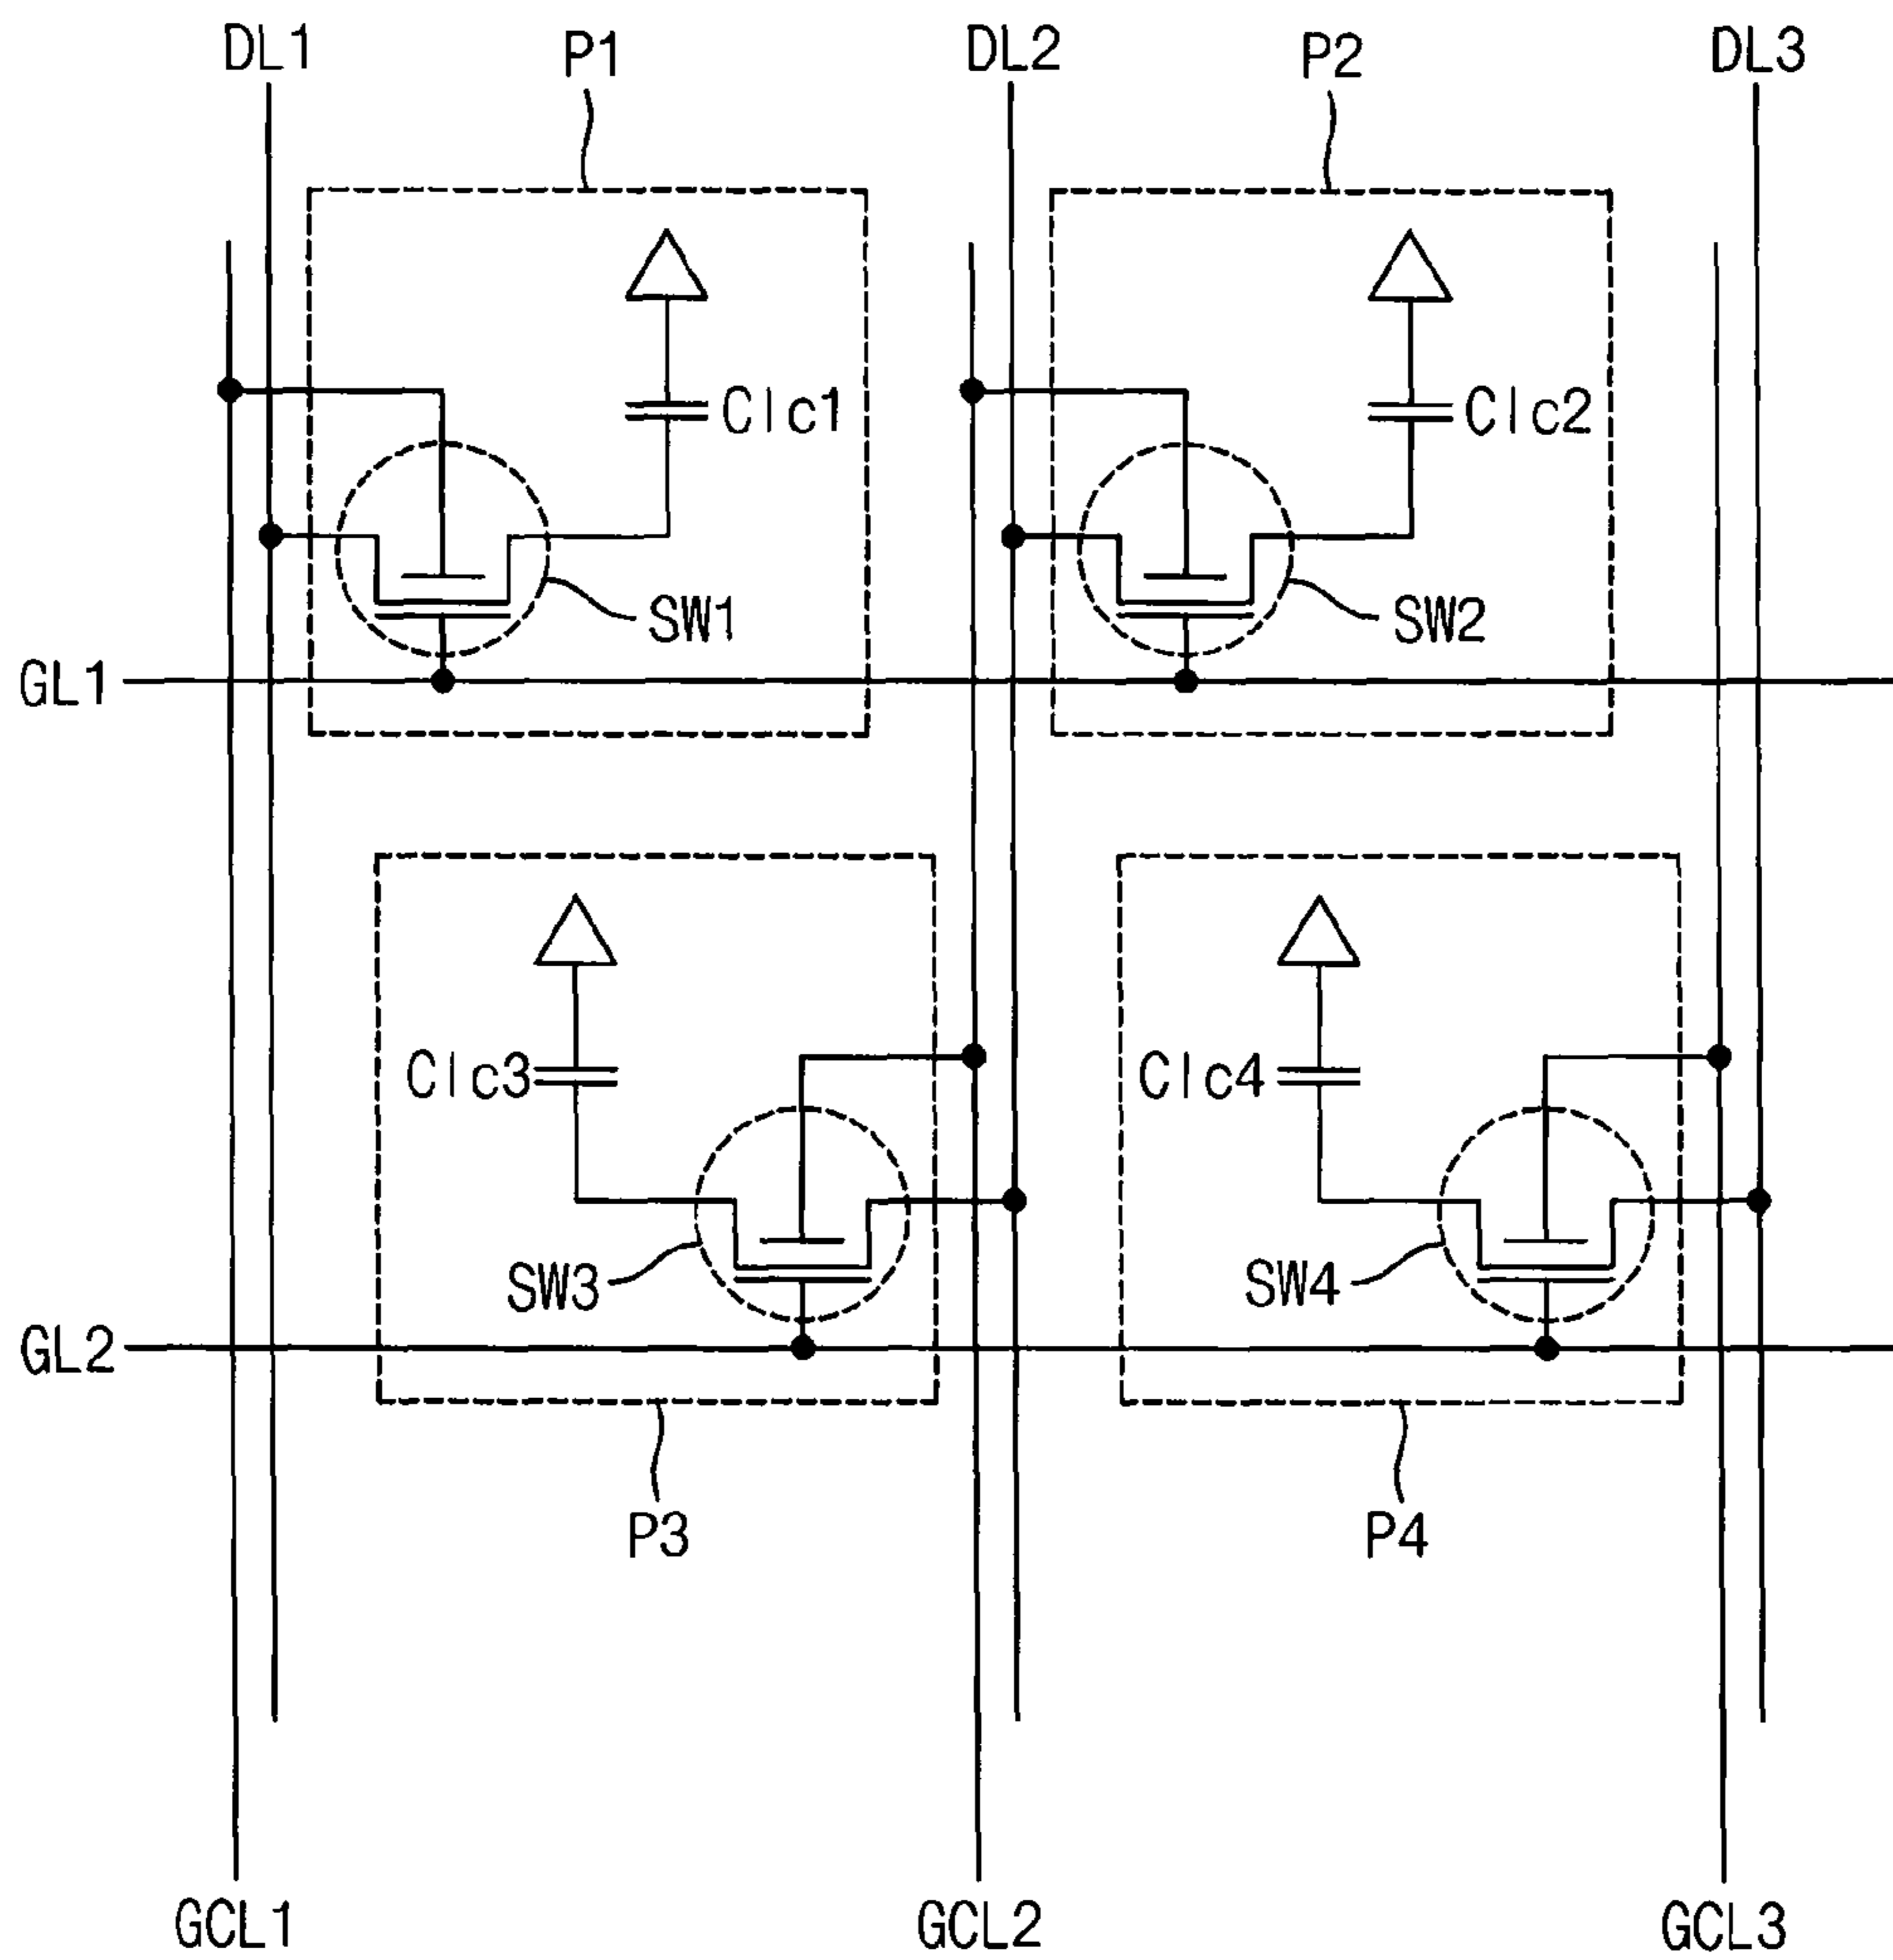 DL1
P1
DL2
P2
DL3
Clc1
Clc2
SW1
SW2
GL1
Clc3
Clc4
SW3
SW4
GL2
P3
P4
GCL1
GCL2
GCL3